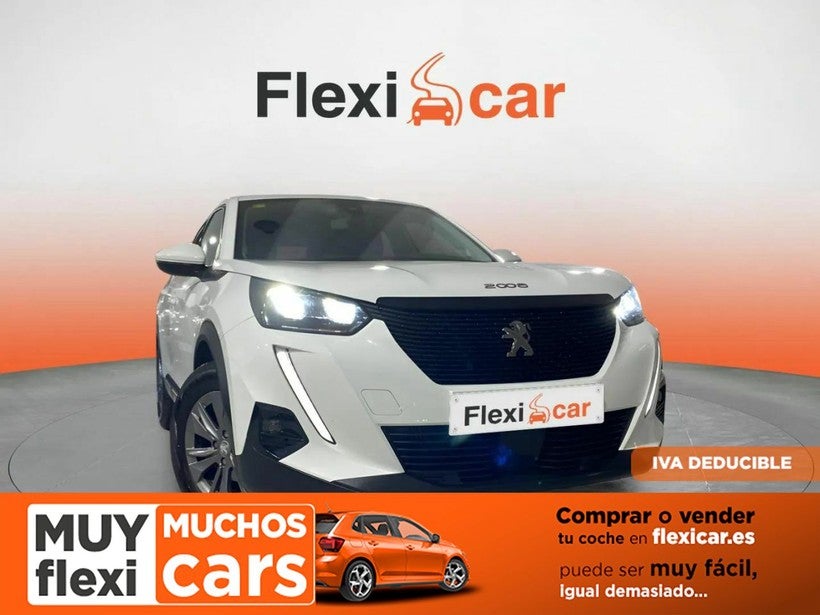 Flexicar
2008
Flexicar
IVA DEDUCIBLE
MUY
flexi
MUCHOS
cars
Comprar o vender
tu coche en flexicar.es
puede ser muy fácil,
igual demasiado...